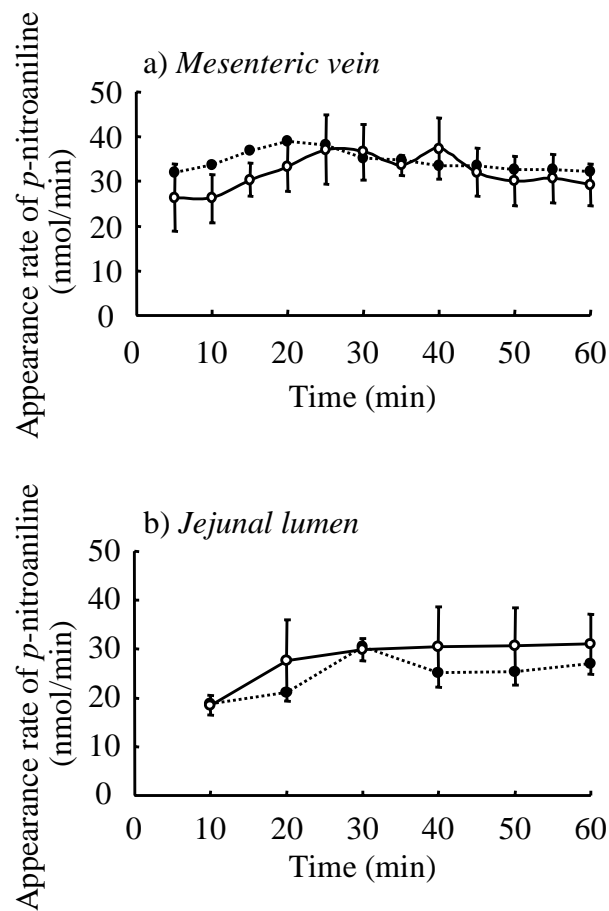 a) Mesenteric vein
Appearance rate of p-nitroaniline
(nmol/min)
50
40
30
20
10
0
0 10 20 30 40 50 60
Time (min)
b) Jejunal lumen
Appearance rate of p-nitroaniline
(nmol/min)
50
40
30
20
10
0
10 20 30 40 50 60
Time (min)